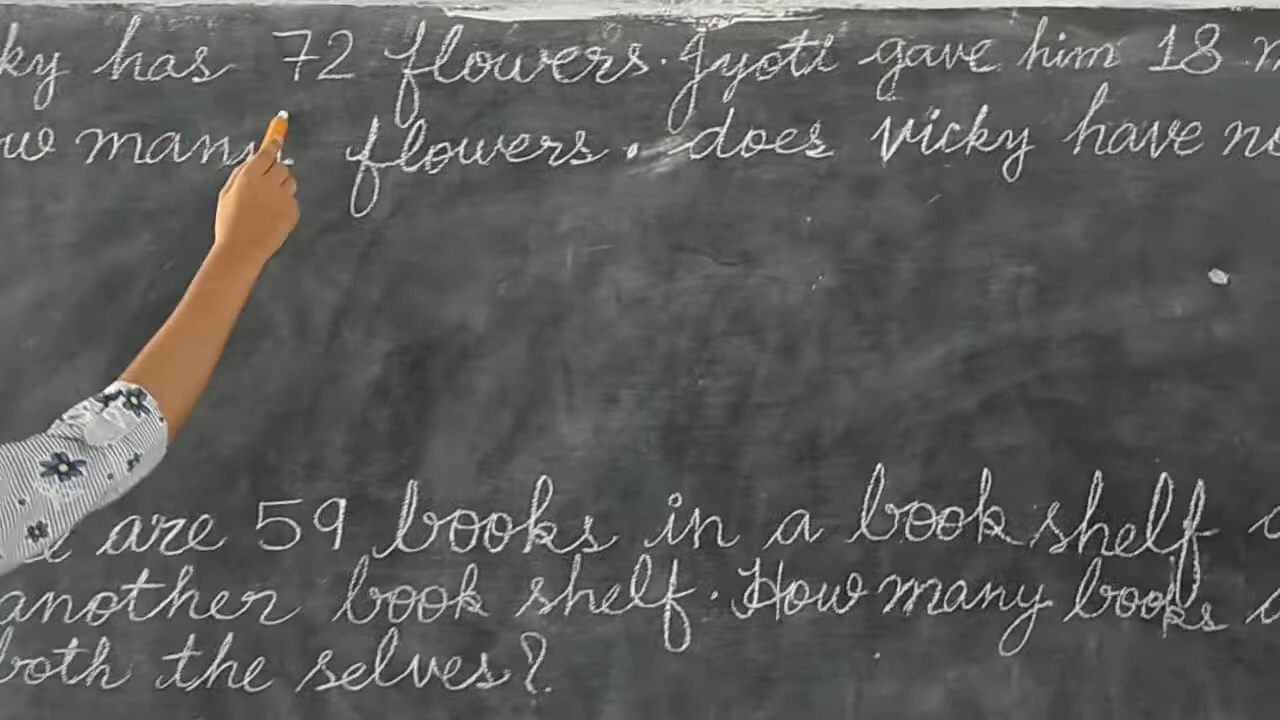 ky has 72 flowers. Jyoti gave him 18
w many flowers. does vicky have
are 59 books in a book shelf
another book shelf. How many books
both the selves?